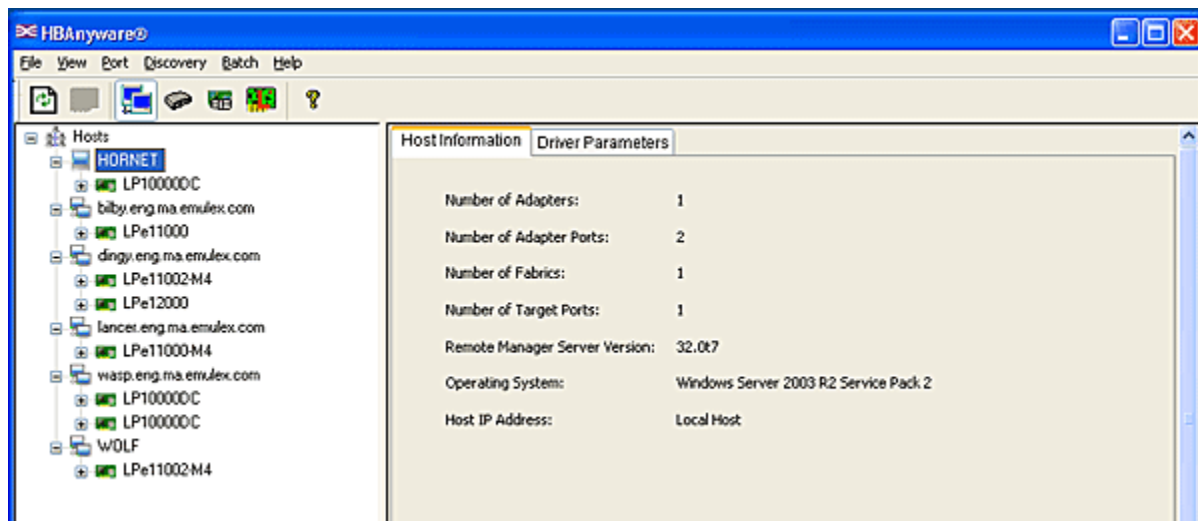 HBAnyware®
File View Port Discovery Batch Help
Hosts
HORNET
LP10000DC
bilby.eng.ma.emulex.com
LPe11000
dingy.eng.ma.emulex.com
LPe11002-M4
LPe12000
lancer.eng.ma.emulex.com
LPe11000-M4
wasp.eng.ma.emulex.com
LP10000DC
LP10000DC
WOLF
LPe11002-M4
Host Information Driver Parameters
Number of Adapters: 1
Number of Adapter Ports: 2
Number of Fabrics: 1
Number of Target Ports: 1
Remote Manager Server Version: 32.0t7
Operating System: Windows Server 2003 R2 Service Pack 2
Host IP Address: Local Host